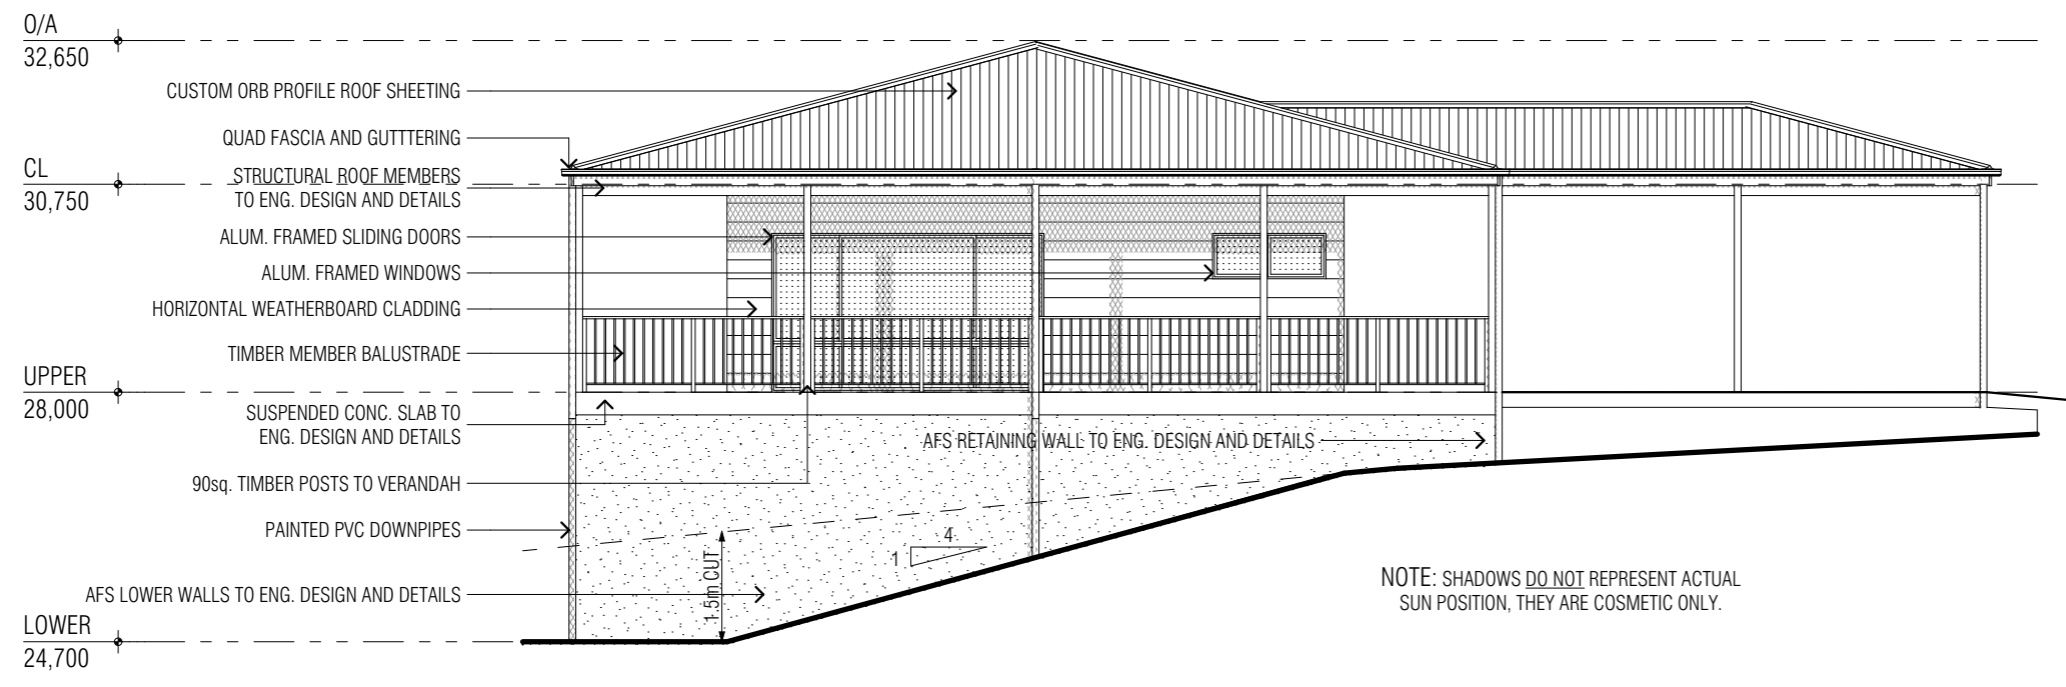 O/A
32,650
CUSTOM ORB PROFILE ROOF SHEETING
QUAD FASCIA AND GUTTTERING
CL
30,750
STRUCTURAL ROOF MEMBERS
TO ENG. DESIGN AND DETAILS
ALUM. FRAMED SLIDING DOORS
ALUM. FRAMED WINDOWS
HORIZONTAL WEATHERBOARD CLADDING
TIMBER MEMBER BALUSTRADE
UPPER
28,000
SUSPENDED CONC. SLAB TO
ENG. DESIGN AND DETAILS
AFS RETAINING WALL TO ENG. DESIGN AND DETAILS
90sq. TIMBER POSTS TO VERANDAH
PAINTED PVC DOWNPIPES
4
1
1.5m CUT
AFS LOWER WALLS TO ENG. DESIGN AND DETAILS
NOTE: SHADOWS DO NOT REPRESENT ACTUAL
SUN POSITION, THEY ARE COSMETIC ONLY.
LOWER
24,700